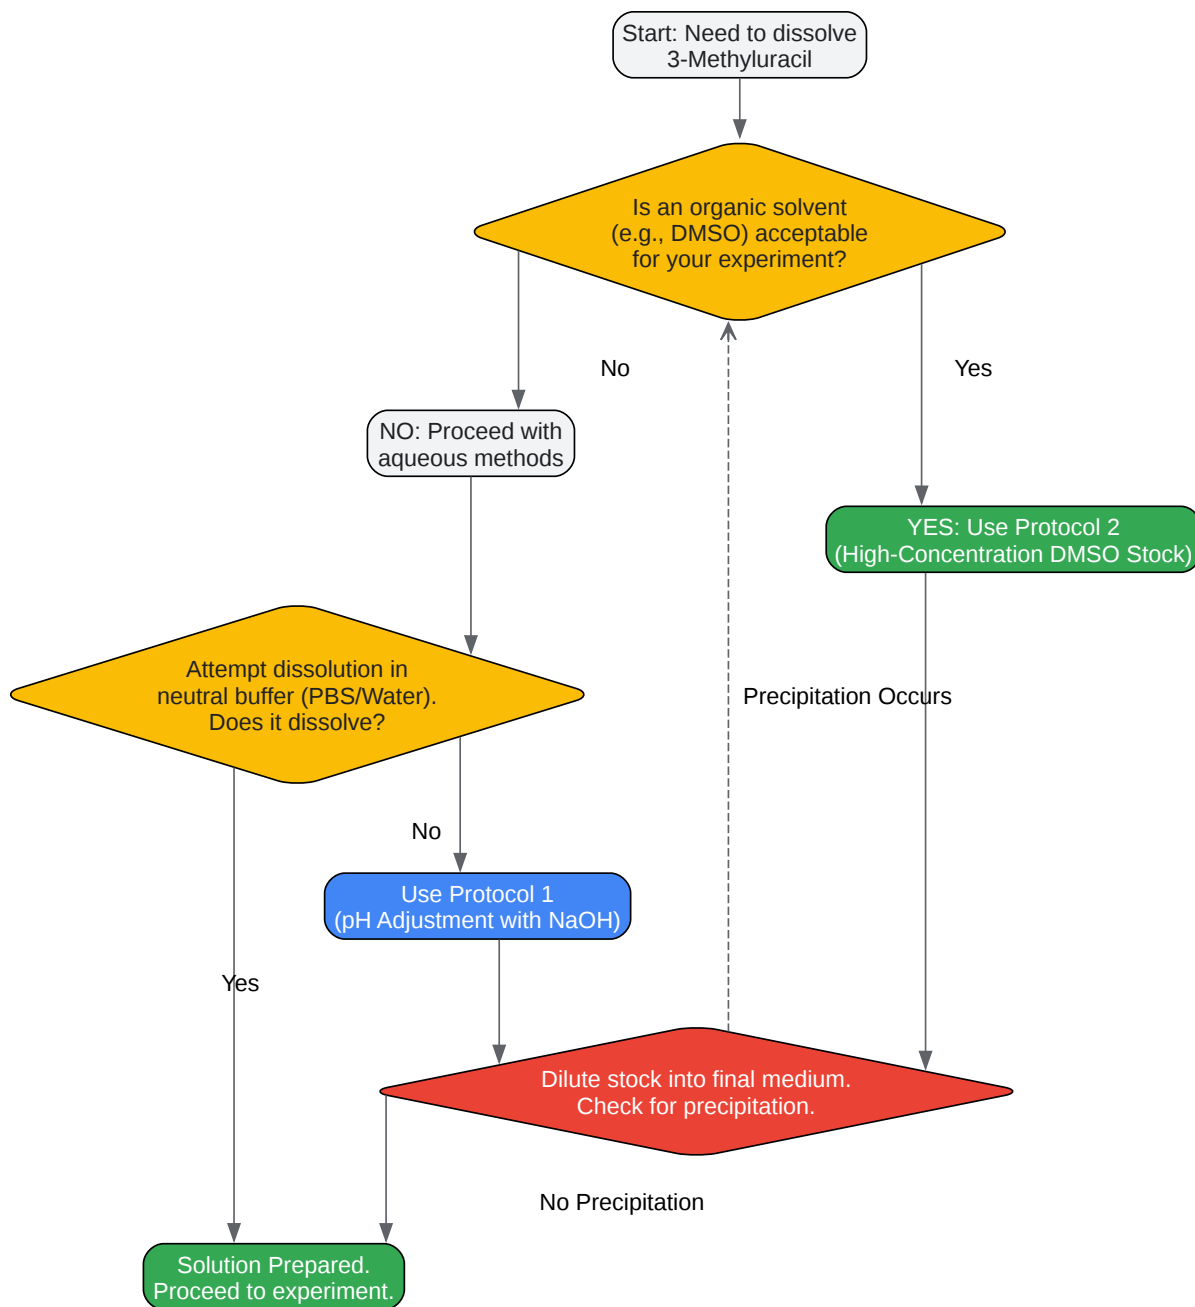 Start: Need to dissolve
3-Methyluracil
Is an organic solvent
(e.g., DMSO) acceptable
for your experiment?
No
Yes
NO: Proceed with
aqueous methods
YES: Use Protocol 2
(High-Concentration DMSO Stock)
Attempt dissolution in
neutral buffer (PBS/Water).
Does it dissolve?
Precipitation Occurs
No
Use Protocol 1
(pH Adjustment with NaOH)
Yes
Dilute stock into final medium.
Check for precipitation.
No Precipitation
Solution Prepared.
Proceed to experiment.